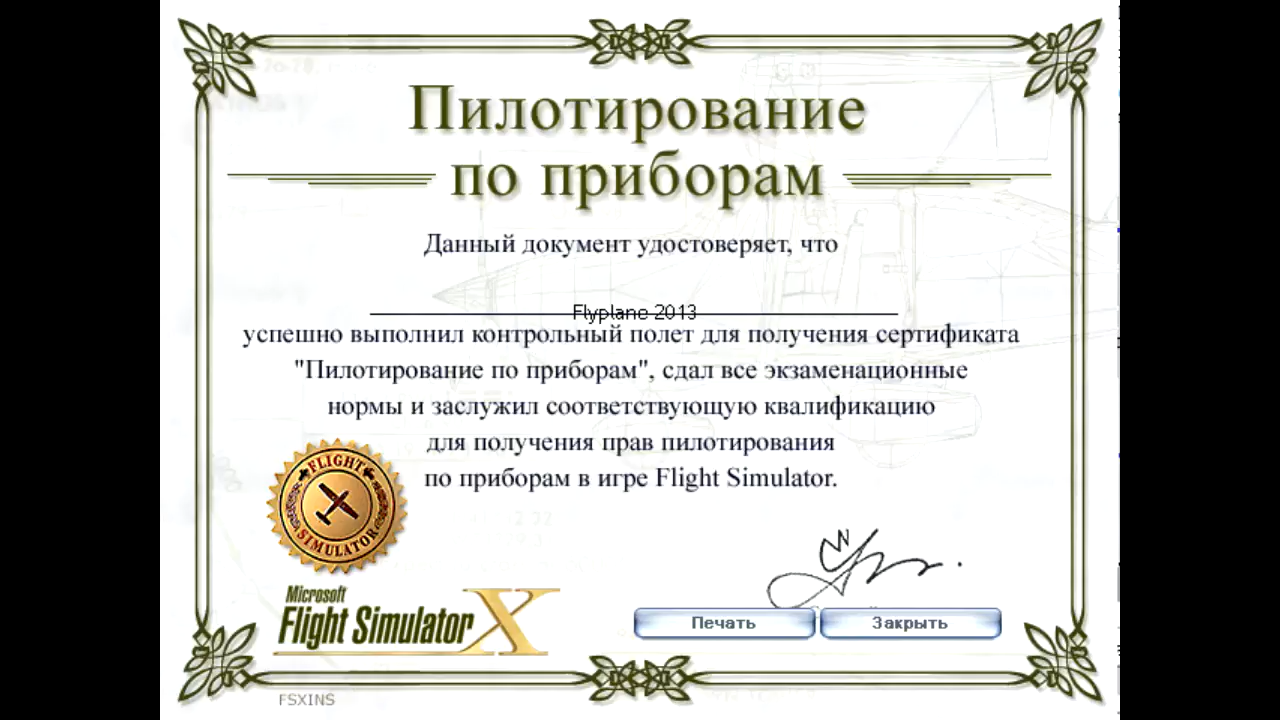 Пилотирование
по приборам
Данный документ удостоверяет, что
Flyplane 2013
успешно выполнил контрольный полет для получения сертификата
"Пилотирование по приборам", сдал все экзаменационные
нормы и заслужил соответствующую квалификацию
для получения прав пилотирования
по приборам в игре Flight Simulator.
FLIGHT
SIMULATOR
Microsoft
Flight Simulator X
Печать
Закрыть
FSXINS